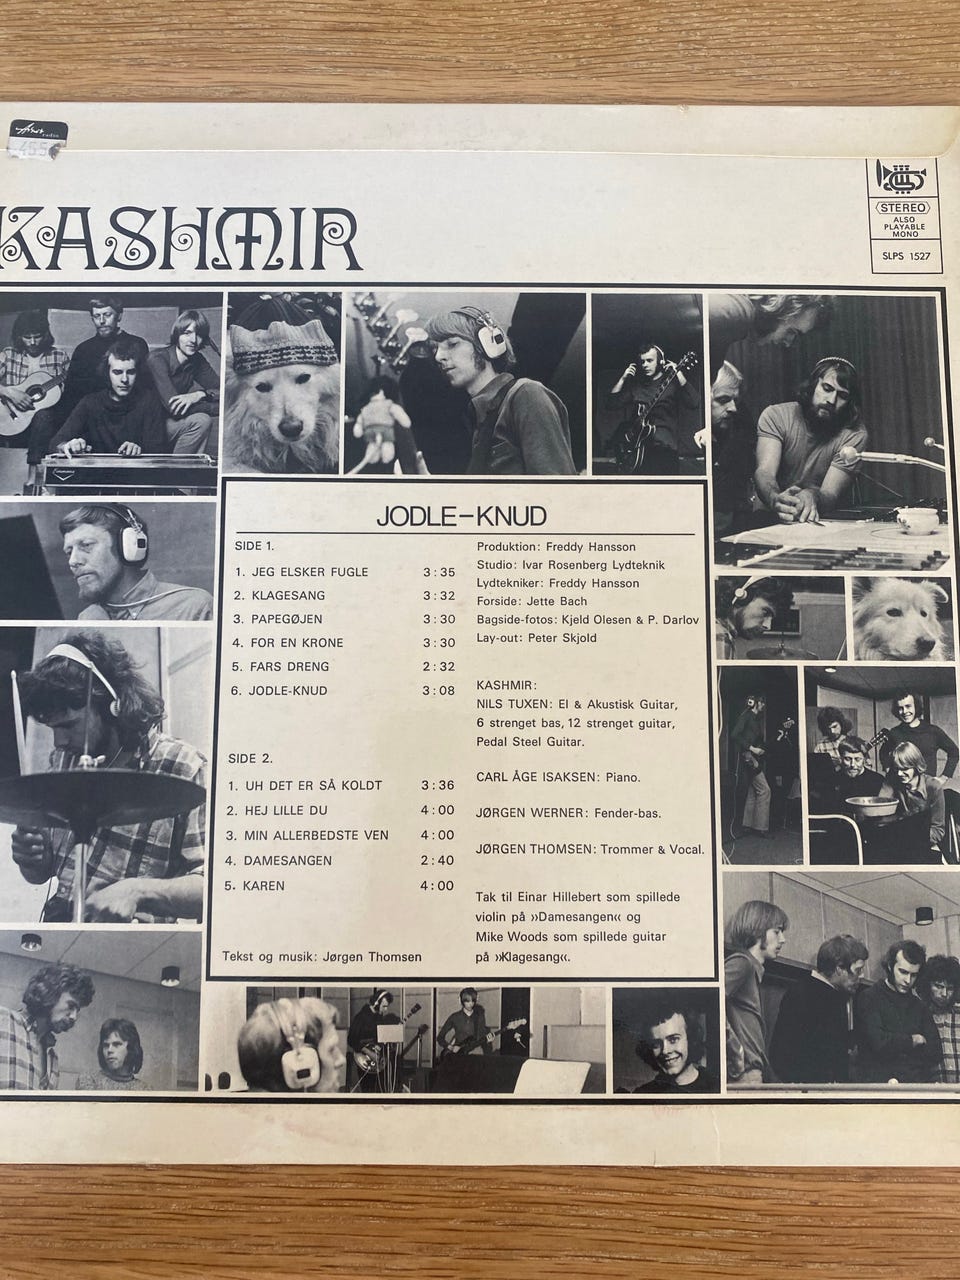 455
KASHMIR
STEREO
ALSO
PLAYABLE
MONO
SLPS 1527
JODLE-KNUD
SIDE 1.
1. JEG ELSKER FUGLE 3:35
2. KLAGESANG 3:32
3. PAPEGØJEN 3:30
4. FOR EN KRONE 3:30
5. FARS DRENG 2:32
6. JODLE-KNUD 3:08
SIDE 2.
1. UH DET ER SÅ KOLDT 3:36
2. HEJ LILLE DU 4:00
3. MIN ALLERBEDSTE VEN 4:00
4. DAMESANGEN 2:40
5. KAREN 4:00
Tekst og musik: Jørgen Thomsen
Produktion: Freddy Hansson
Studio: Ivar Rosenberg Lydteknik
Lydtekniker: Freddy Hansson
Forside: Jette Bach
Bagside-fotos: Kjeld Olesen & P. Darlov
Lay-out: Peter Skjold
KASHMIR:
NILS TUXEN: El & Akustisk Guitar,
6 strenget bas, 12 strenget guitar,
Pedal Steel Guitar.
CARL ÅGE ISAKSEN: Piano.
JØRGEN WERNER: Fender-bas.
JØRGEN THOMSEN: Trommer & Vocal.
Tak til Einar Hillebert som spillede
violin på »Damesangen« og
Mike Woods som spillede guitar
på »Klagesang«.